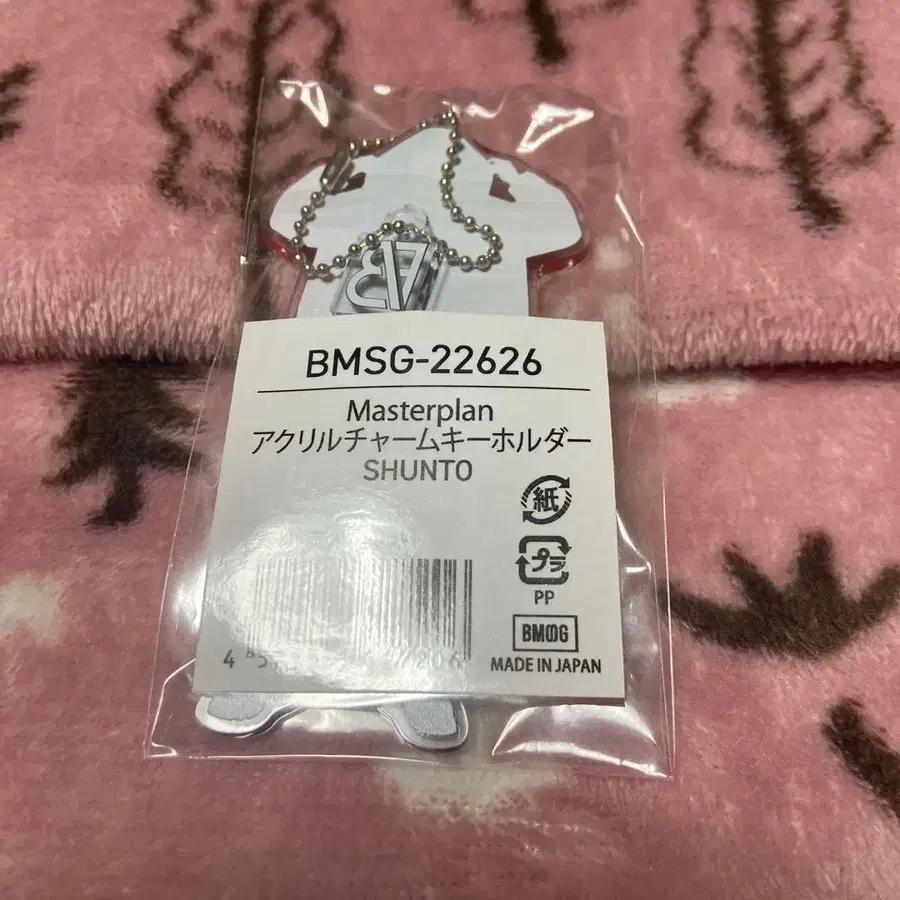 BMSG-22626
Masterplan
アクリルチャームキーホルダー
SHUNTO
紙
プラ
PP
BMSG
MADE IN JAPAN